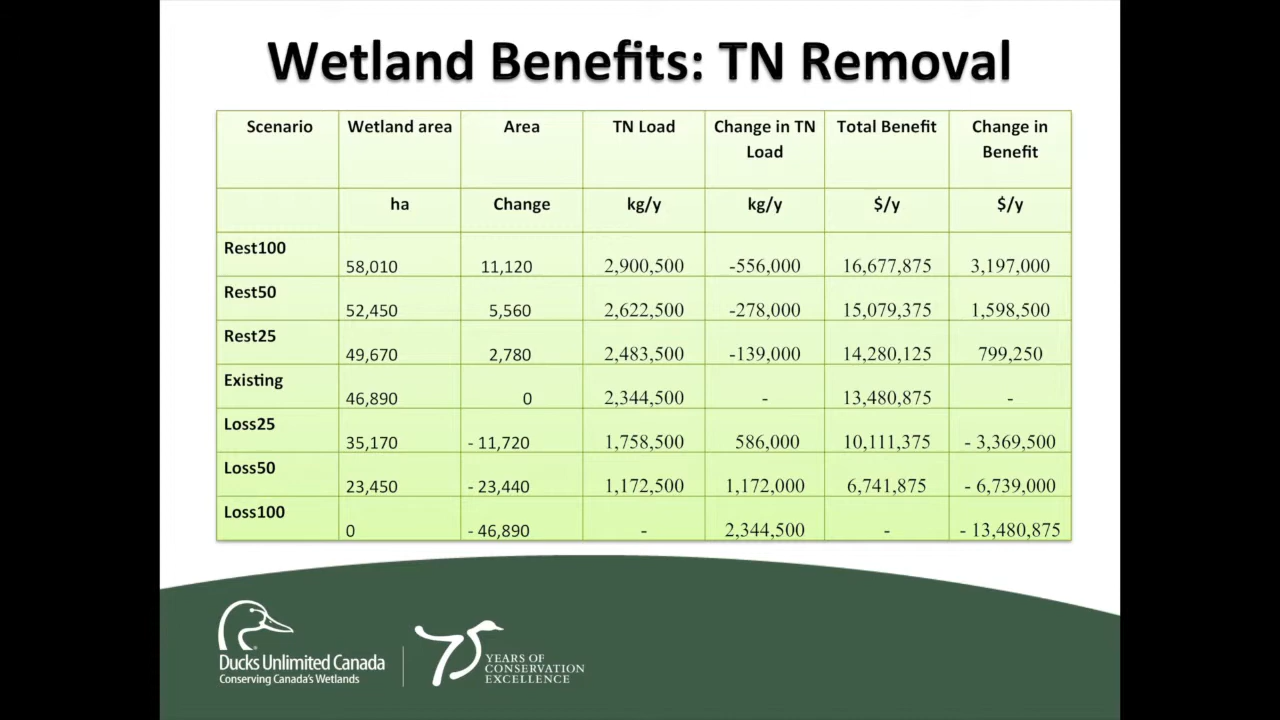 Wetland Benefits: TN Removal
Scenario Wetland area Area TN Load Change in TN Load Total Benefit Change in Benefit
ha Change kg/y kg/y $/y $/y
Rest100 58,010 11,120 2,900,500 -556,000 16,677,875 3,197,000
Rest50 52,450 5,560 2,622,500 -278,000 15,079,375 1,598,500
Rest25 49,670 2,780 2,483,500 -139,000 14,280,125 799,250
Existing 46,890 0 2,344,500 - 13,480,875 -
Loss25 35,170 - 11,720 1,758,500 586,000 10,111,375 - 3,369,500
Loss50 23,450 - 23,440 1,172,500 1,172,000 6,741,875 - 6,739,000
Loss100 0 - 46,890 - 2,344,500 - - 13,480,875
Ducks Unlimited Canada
Conserving Canada's Wetlands
75 YEARS OF
CONSERVATION
EXCELLENCE